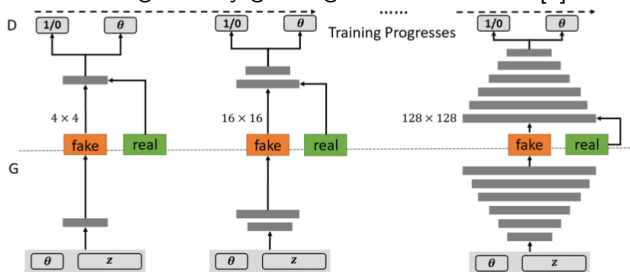 1/0 θ 1/0 θ ...... 1/0 θ
D Training Progresses
4 × 4 16 × 16 128 × 128
fake real fake real fake real
G
θ z θ z θ z